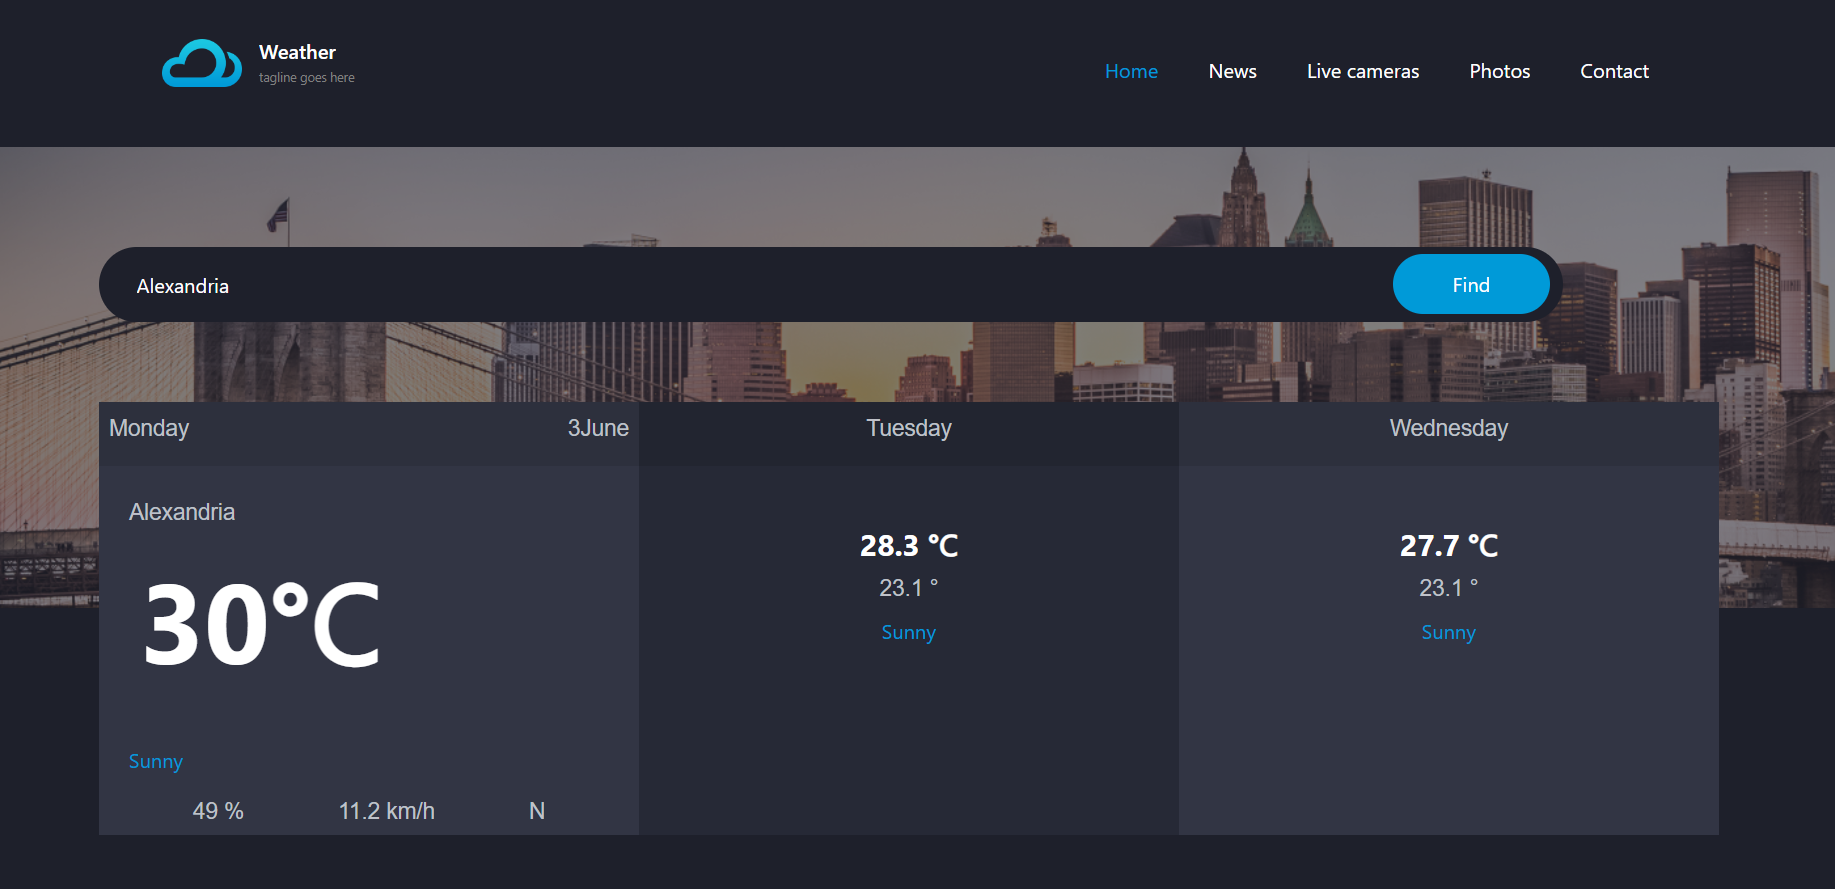 Weather
tagline goes here
Home News Live cameras Photos Contact
Alexandria Find
Monday 3June Tuesday Wednesday
Alexandria
28.3 °C 27.7 °C
23.1 ° 23.1 °
30°C
Sunny Sunny
Sunny
49 % 11.2 km/h N